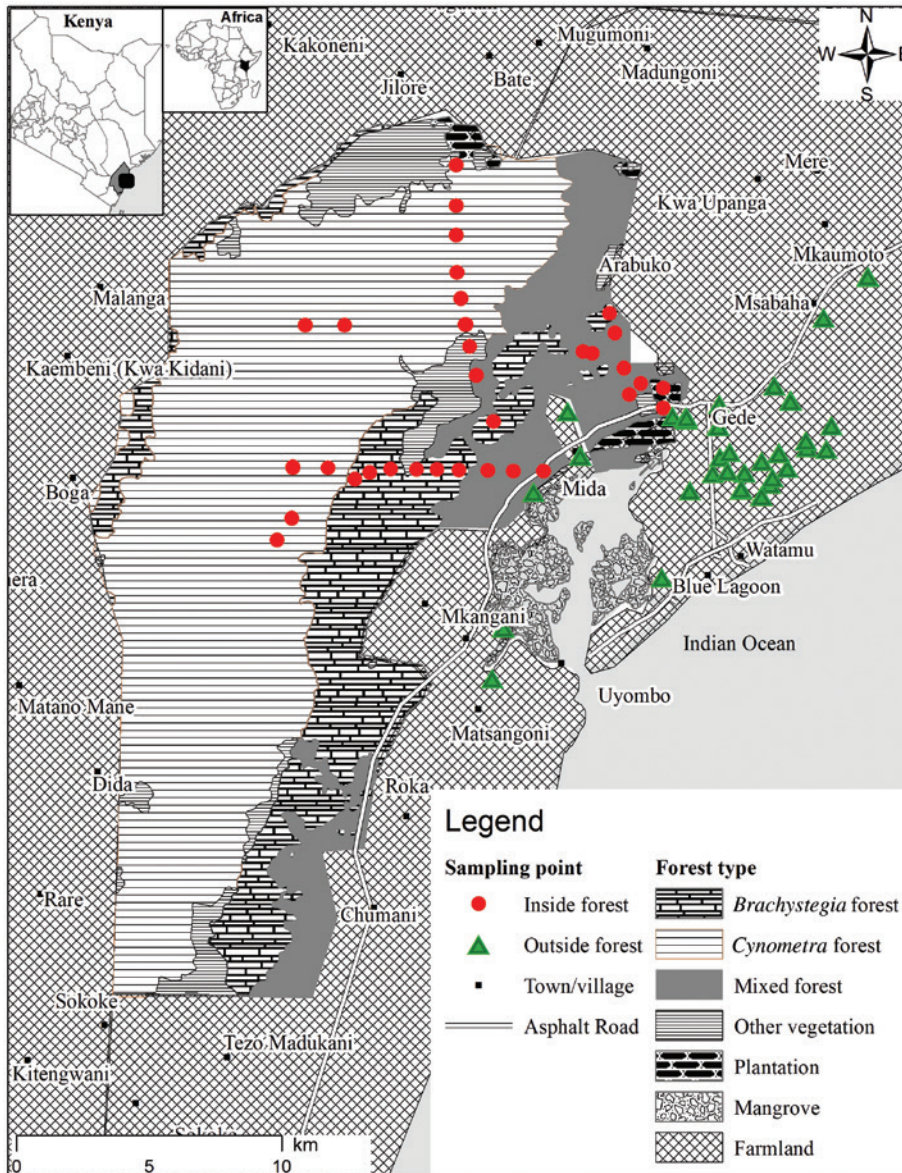 Kenya
Africa
N
W
E
S
Kakoneni
Mugumoni
Bate
Madungoni
Jilore
Mere
Kwa Upanga
Mkaumoto
Arabuko
Msabaha
Malanga
Kaembeni (Kwa Kidani)
Gede
Boga
Mida
Watamu
Blue Lagoon
Mkangani
Indian Ocean
Uyombo
Matano Mane
Matsangoni
Dida
Roka
Rare
Chumani
Sokoke
Tezo Madukani
Kitengwani
km
0 5 10
Legend
Sampling point
Inside forest
Outside forest
Town/village
Asphalt Road
Forest type
Brachystegia forest
Cynometra forest
Mixed forest
Other vegetation
Plantation
Mangrove
Farmland